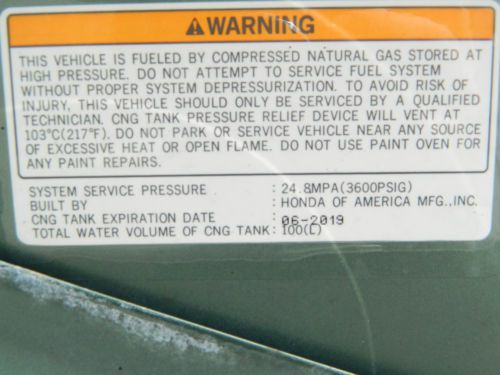 WARNING
THIS VEHICLE IS FUELED BY COMPRESSED NATURAL GAS STORED AT
HIGH PRESSURE. DO NOT ATTEMPT TO SERVICE FUEL SYSTEM
WITHOUT PROPER SYSTEM DEPRESSURIZATION. TO AVOID RISK OF
INJURY, THIS VEHICLE SHOULD ONLY BE SERVICED BY A QUALIFIED
TECHNICIAN. CNG TANK PRESSURE RELIEF DEVICE WILL VENT AT
103°C(217°F). DO NOT PARK OR SERVICE VEHICLE NEAR ANY SOURCE
OF EXCESSIVE HEAT OR OPEN FLAME. DO NOT USE PAINT OVEN FOR
ANY PAINT REPAIRS.
SYSTEM SERVICE PRESSURE : 24.8MPA(3600PSIG)
BUILT BY : HONDA OF AMERICA MFG.,INC.
CNG TANK EXPIRATION DATE : 06-2019
TOTAL WATER VOLUME OF CNG TANK: 100(L)